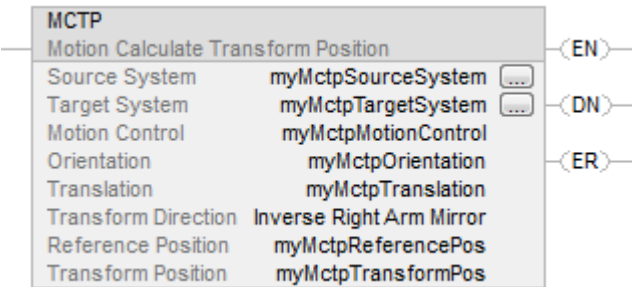 MCTP
Motion Calculate Transform Position
EN
Source System myMctpSourceSystem ...
Target System myMctpTargetSystem ...
DN
Motion Control myMctpMotionControl
Orientation myMctpOrientation
ER
Translation myMctpTranslation
Transform Direction Inverse Right Arm Mirror
Reference Position myMctpReferencePos
Transform Position myMctpTransformPos